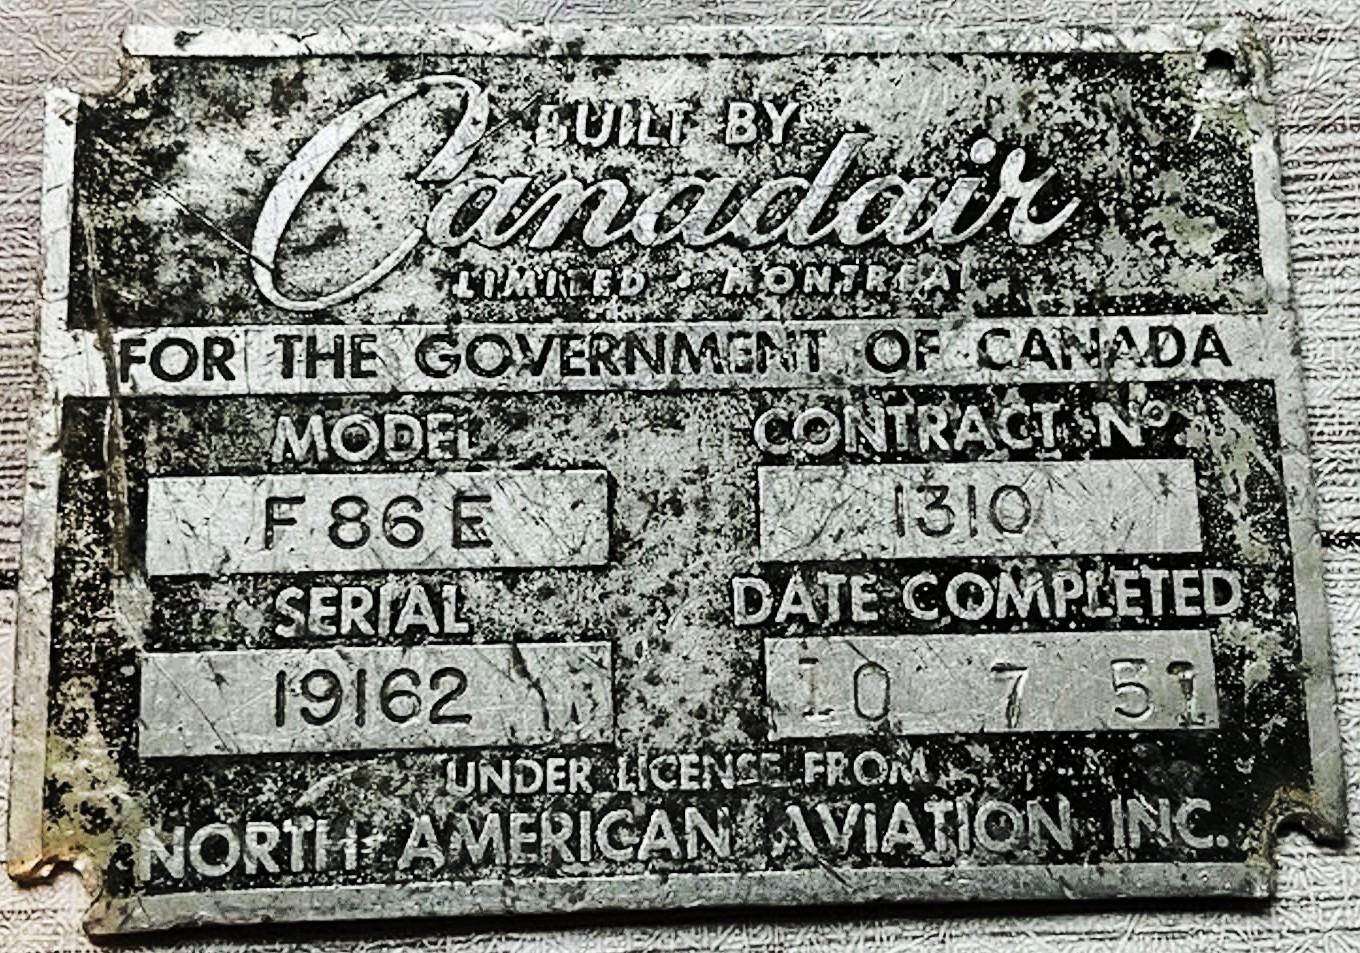 BUILT BY
Canadair
LIMITED • MONTREAL
FOR THE GOVERNMENT OF CANADA
MODEL CONTRACT Nº.
F 86 E 1310
SERIAL DATE COMPLETED
19162 10 7 51
UNDER LICENSE FROM
NORTH AMERICAN AVIATION INC.